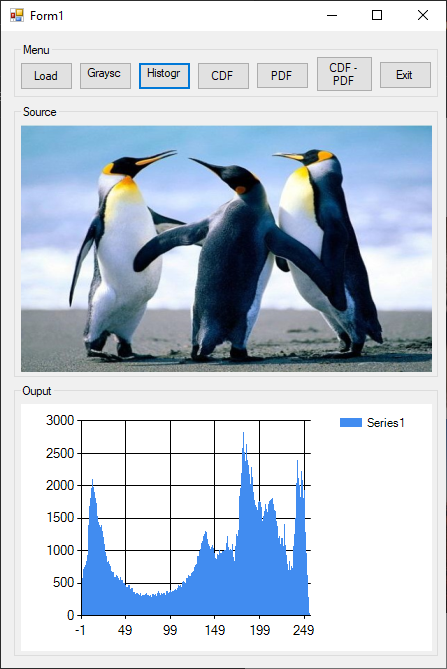 Form1
Menu
Load
Graysc
Histogr
CDF
PDF
CDF -
PDF
Exit
Source
Ouput
3000
2500
2000
1500
1000
500
0
-1 49 99 149 199 249
Series1